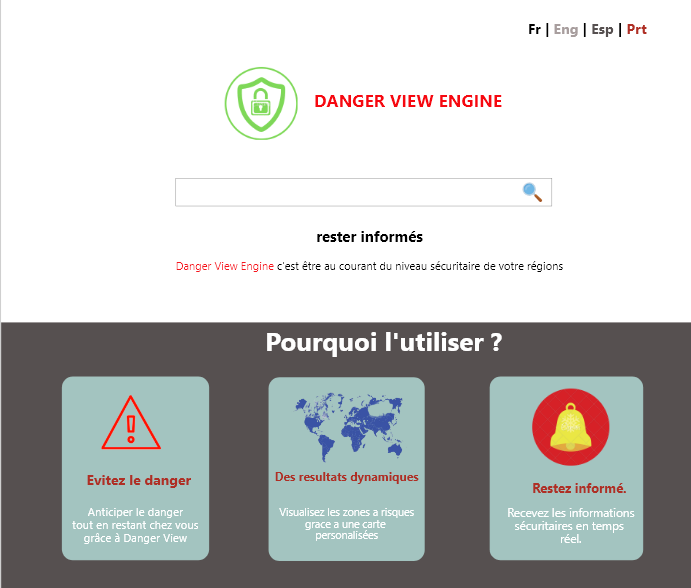 Fr | Eng | Esp | Prt
DANGER VIEW ENGINE
rester informés
Danger View Engine c'est être au courant du niveau sécuritaire de votre régions
Pourquoi l'utiliser ?
Evitez le danger
Anticiper le danger
tout en restant chez vous
grâce à Danger View
Des resultats dynamiques
Visualisez les zones a risques
grace a une carte
personalisées
Restez informé.
Recevez les informations
sécuritaires en temps
réel.